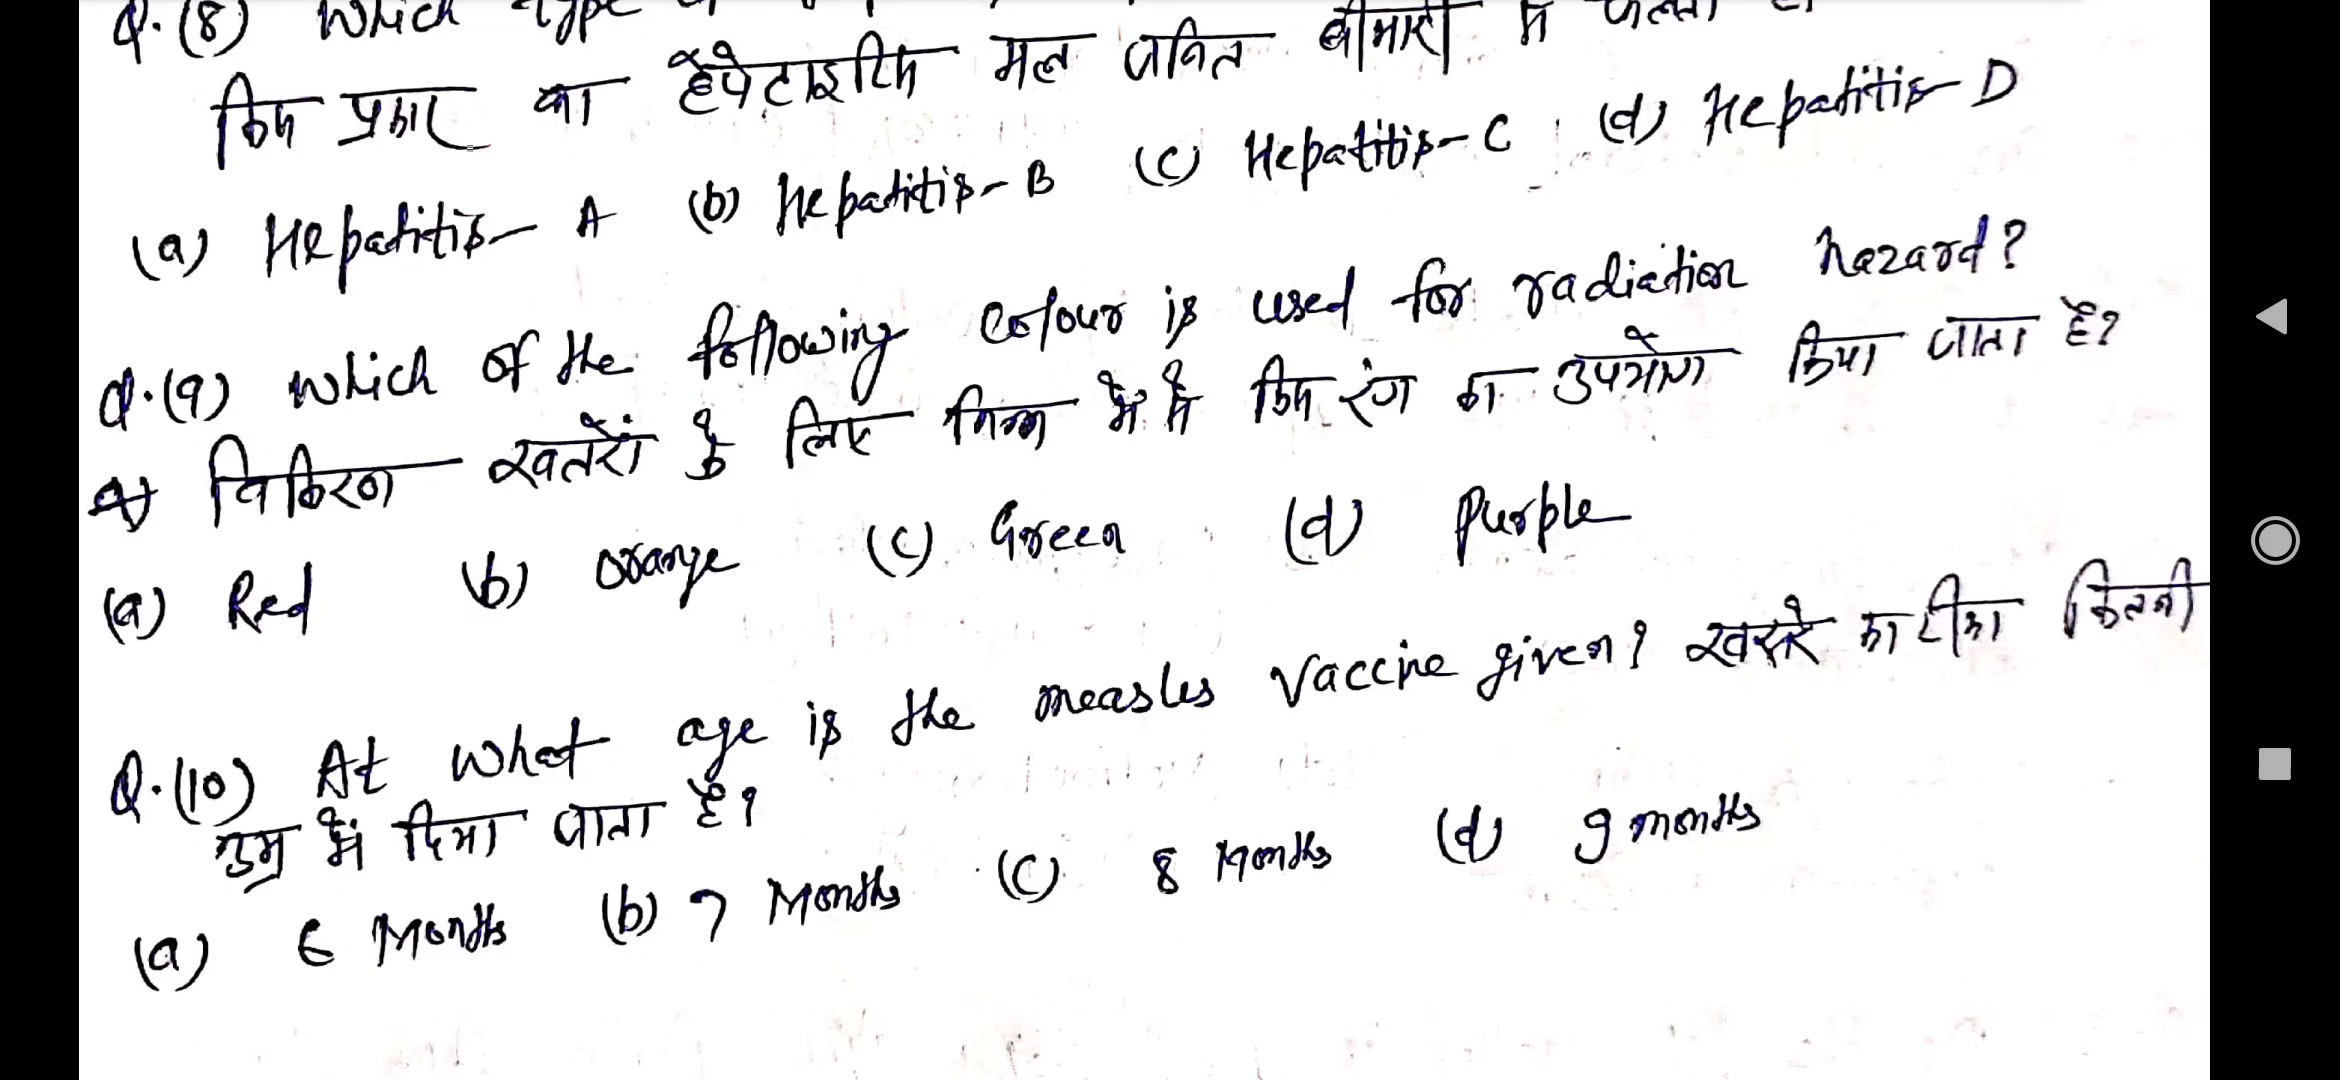 Q.(8) Which type
किस प्रकार का हैपेटाइटिस मल जनित बीमारी में
(a) Hepatitis- A (b) Hepatitis- B (c) Hepatitis- C (d) Hepatitis- D
Q.(9) Which of the following colour is used for radiation hazard?
विकिरण खतरों के लिए निम्न में से किस रंग का उपयोग किया जाता है?
(a) Red (b) Orange (c) Green (d) Purple
Q.(10) At what age is the measles vaccine given? खसरे का टीका कितनी
उम्र में दिया जाता है?
(a) 6 Months (b) 7 Months (c) 8 Months (d) 9 months